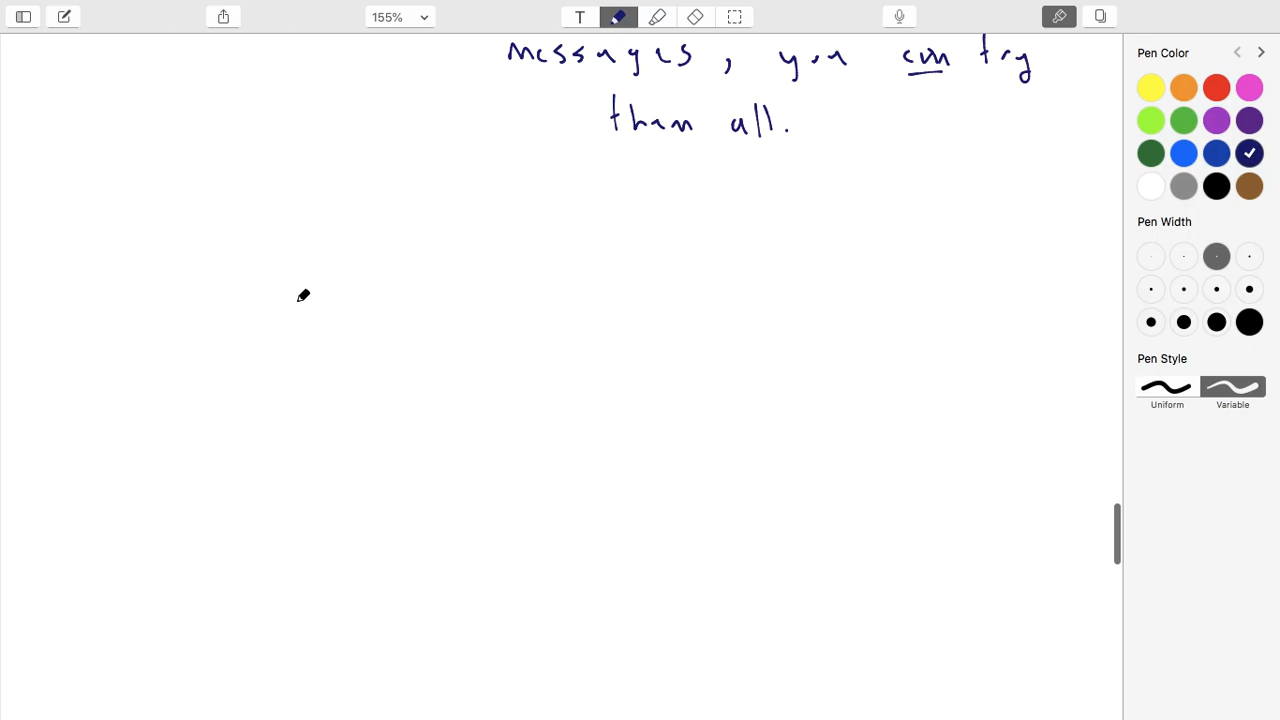 155%
T
messages, you can try
them all.
Pen Color
Pen Width
Pen Style
Uniform
Variable